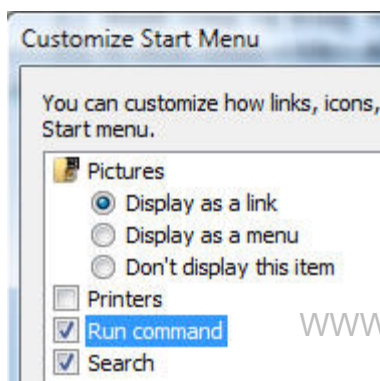 Customize Start Menu
You can customize how links, icons,
Start menu.
Pictures
Display as a link
Display as a menu
Don't display this item
Printers
Run command
WWW
Search